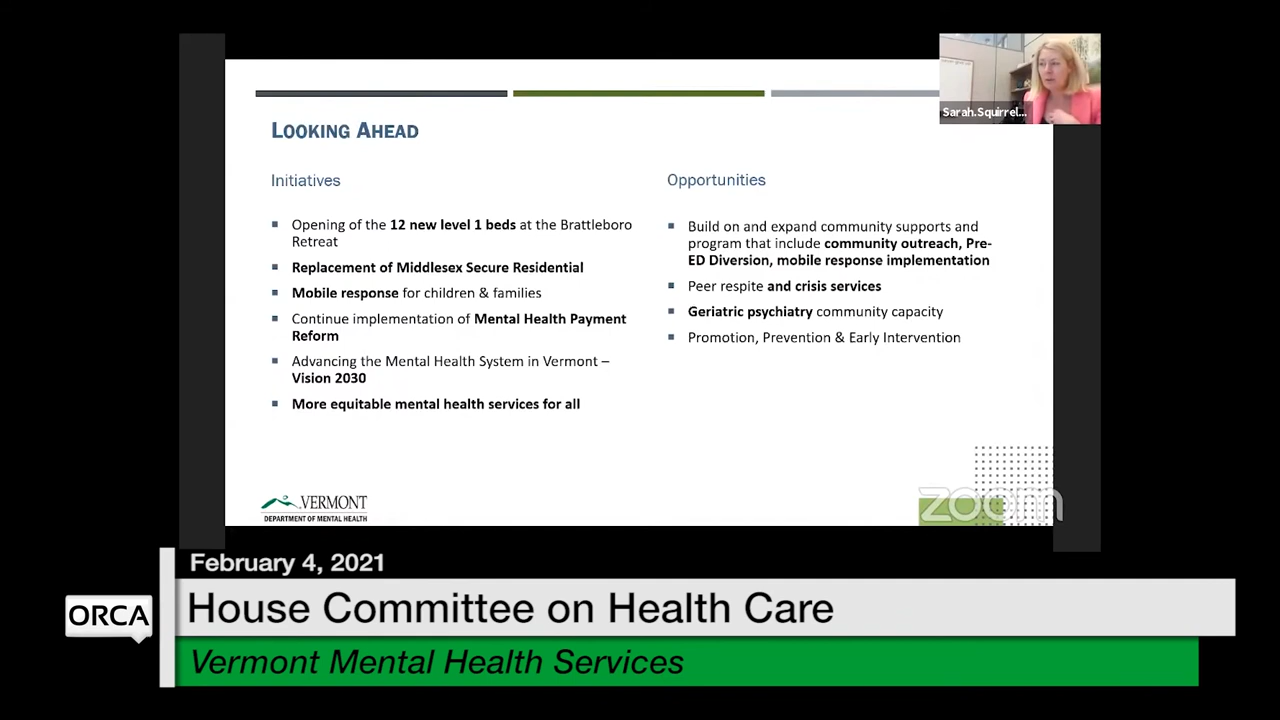 Sarah.Squirrel...
LOOKING AHEAD
Initiatives
Opening of the 12 new level 1 beds at the Brattleboro
Retreat
Replacement of Middlesex Secure Residential
Mobile response for children & families
Continue implementation of Mental Health Payment
Reform
Advancing the Mental Health System in Vermont –
Vision 2030
More equitable mental health services for all
Opportunities
Build on and expand community supports and
program that include community outreach, Pre-
ED Diversion, mobile response implementation
Peer respite and crisis services
Geriatric psychiatry community capacity
Promotion, Prevention & Early Intervention
VERMONT
DEPARTMENT OF MENTAL HEALTH
zoom
February 4, 2021
ORCA
House Committee on Health Care
Vermont Mental Health Services